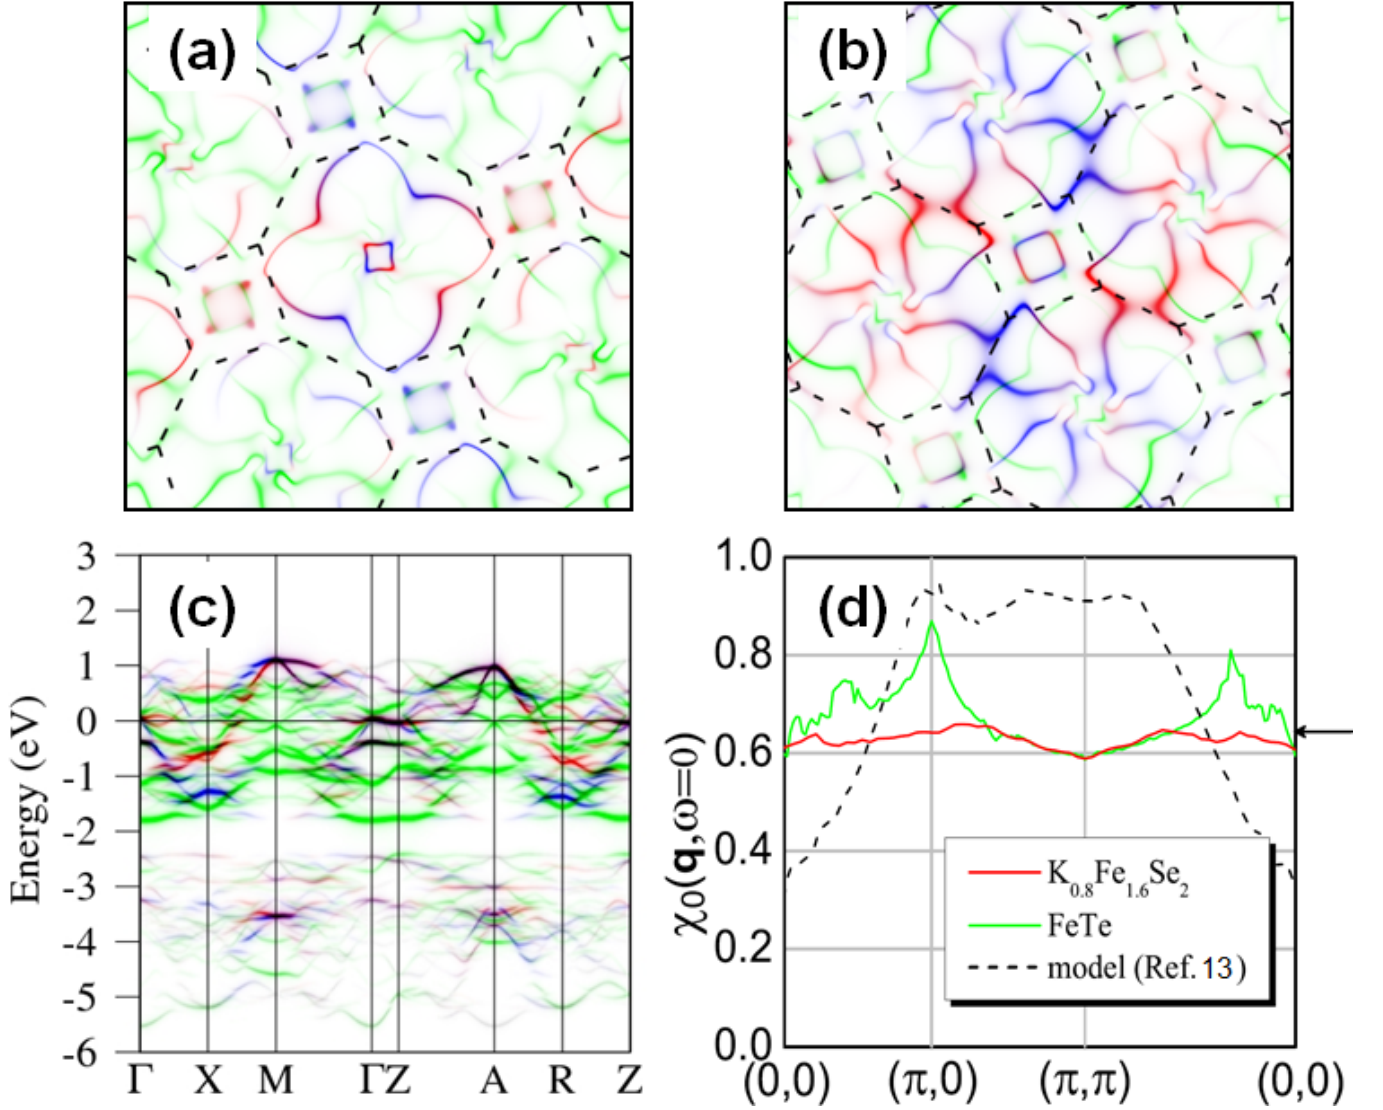 (a)
(b)
(c)
3
2
1
0
-1
-2
-3
-4
-5
-6
Energy (eV)
Γ X M Γ Z A R Z
(d)
1.0
0.8
0.6
0.4
0.2
0.0
χ₀(q,ω=0)
K₀.₈Fe₁.₆Se₂
FeTe
model (Ref. 13)
(0,0) (π,0) (π,π) (0,0)